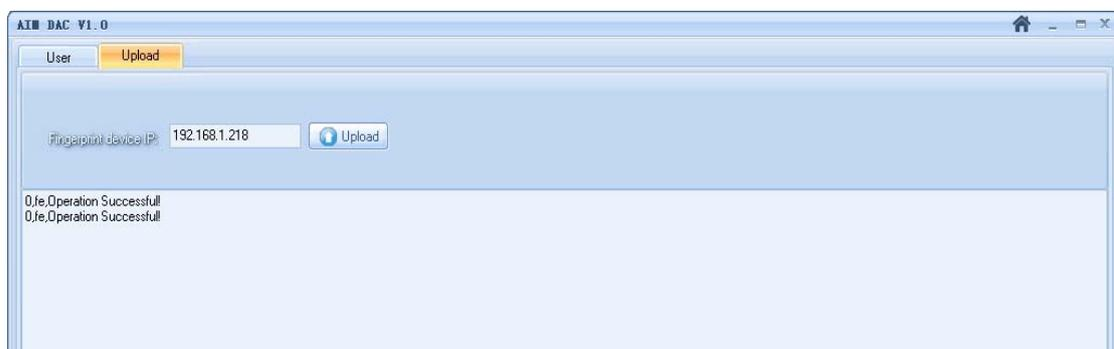 AIM DAC V1.0
User
Upload
Fingerprint device IP:
192.168.1.218
Upload
0,fe,Operation Successful!
0,fe,Operation Successful!